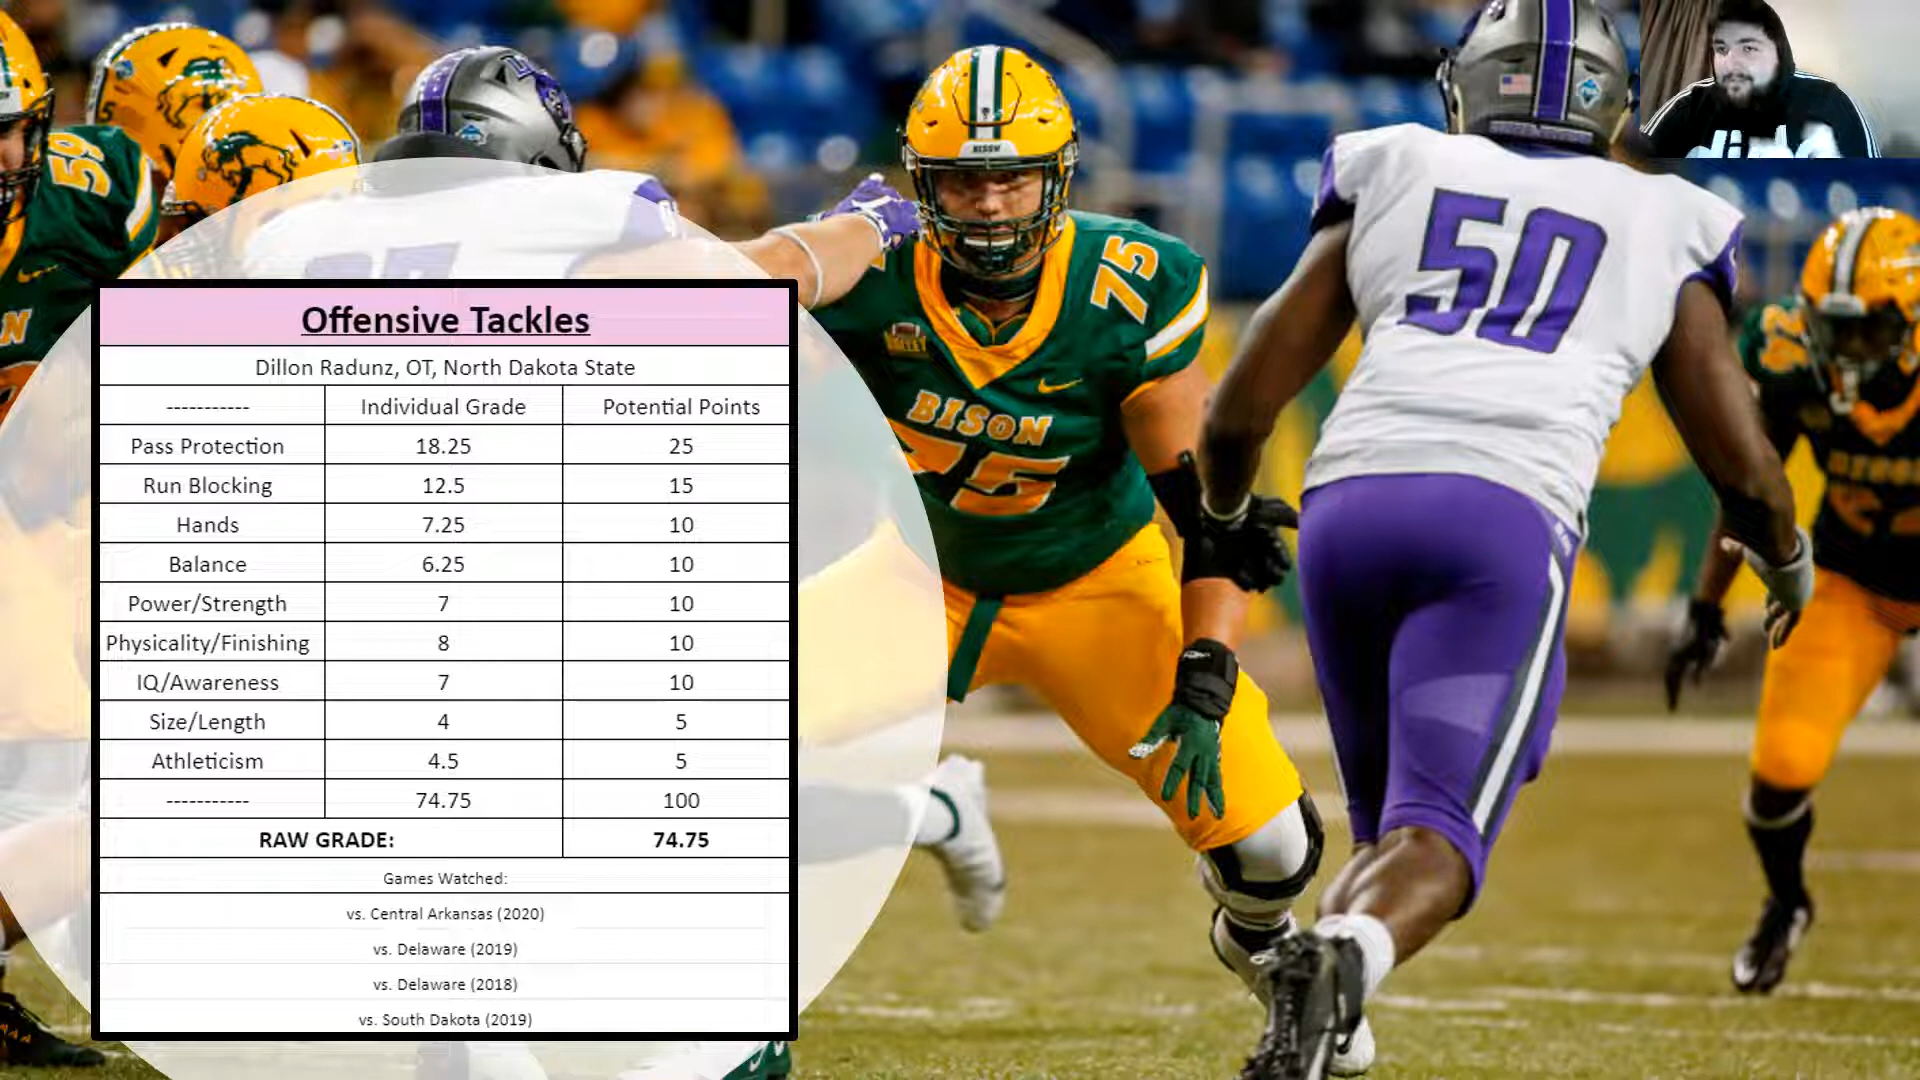 Offensive Tackles
Dillon Radunz, OT, North Dakota State
----------- Individual Grade Potential Points
Pass Protection 18.25 25
Run Blocking 12.5 15
Hands 7.25 10
Balance 6.25 10
Power/Strength 7 10
Physicality/Finishing 8 10
IQ/Awareness 7 10
Size/Length 4 5
Athleticism 4.5 5
----------- 74.75 100
RAW GRADE: 74.75
Games Watched:
vs. Central Arkansas (2020)
vs. Delaware (2019)
vs. Delaware (2018)
vs. South Dakota (2019)
59
BISON
75
BISON
75
50